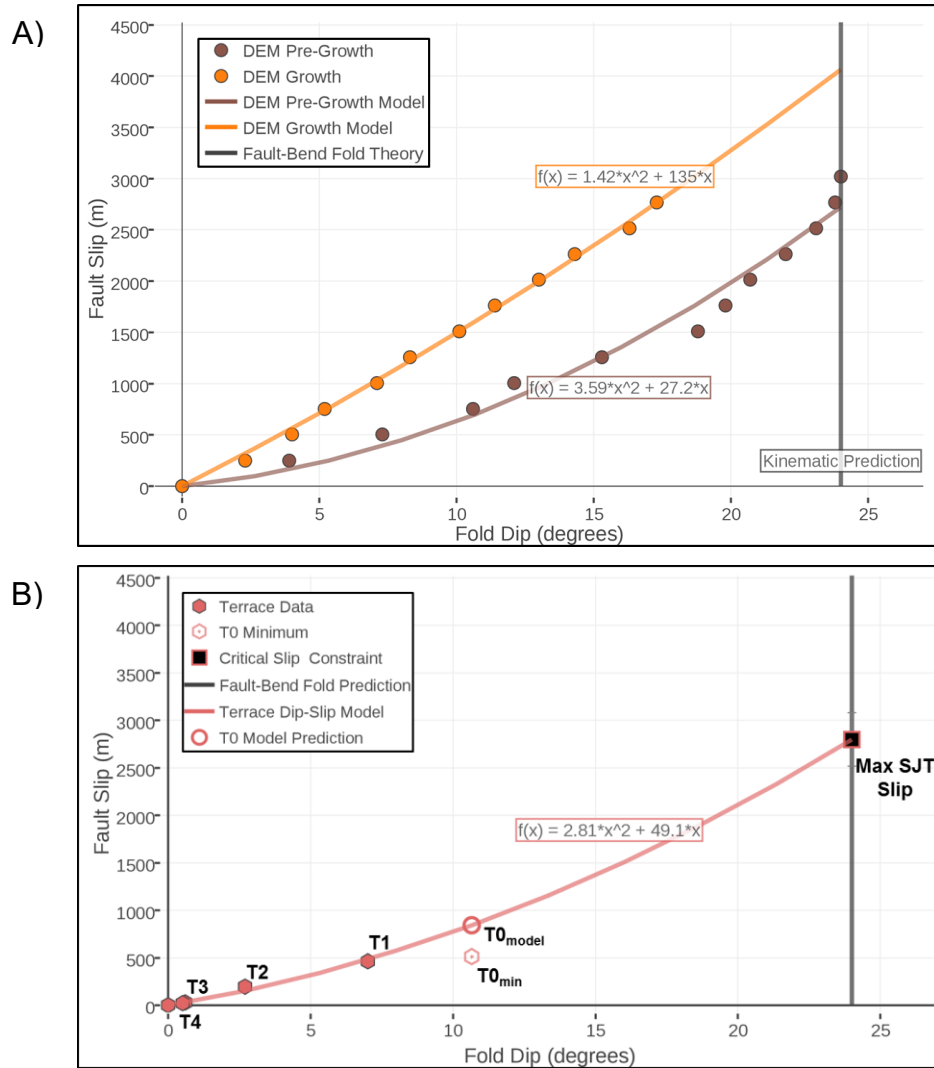 A)
4500
4000
3500
3000
2500
2000
1500
1000
500
0
Fault Slip (m)
DEM Pre-Growth
DEM Growth
DEM Pre-Growth Model
DEM Growth Model
Fault-Bend Fold Theory
f(x) = 1.42*x^2 + 135*x
f(x) = 3.59*x^2 + 27.2*x
Kinematic Prediction
0 5 10 15 20 25
Fold Dip (degrees)
B)
4500
4000
3500
3000
2500
2000
1500
1000
500
0
Fault Slip (m)
Terrace Data
T0 Minimum
Critical Slip Constraint
Fault-Bend Fold Prediction
Terrace Dip-Slip Model
T0 Model Prediction
Max SJT
Slip
f(x) = 2.81*x^2 + 49.1*x
T0model
T1
T0min
T2
T3
T4
0 5 10 15 20 25
Fold Dip (degrees)